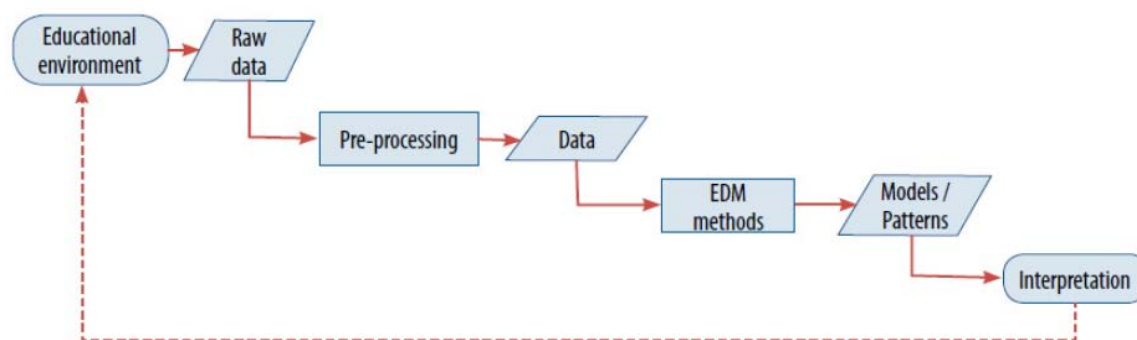 Educational
environment
Raw
data
Pre-processing
Data
EDM
methods
Models /
Patterns
Interpretation